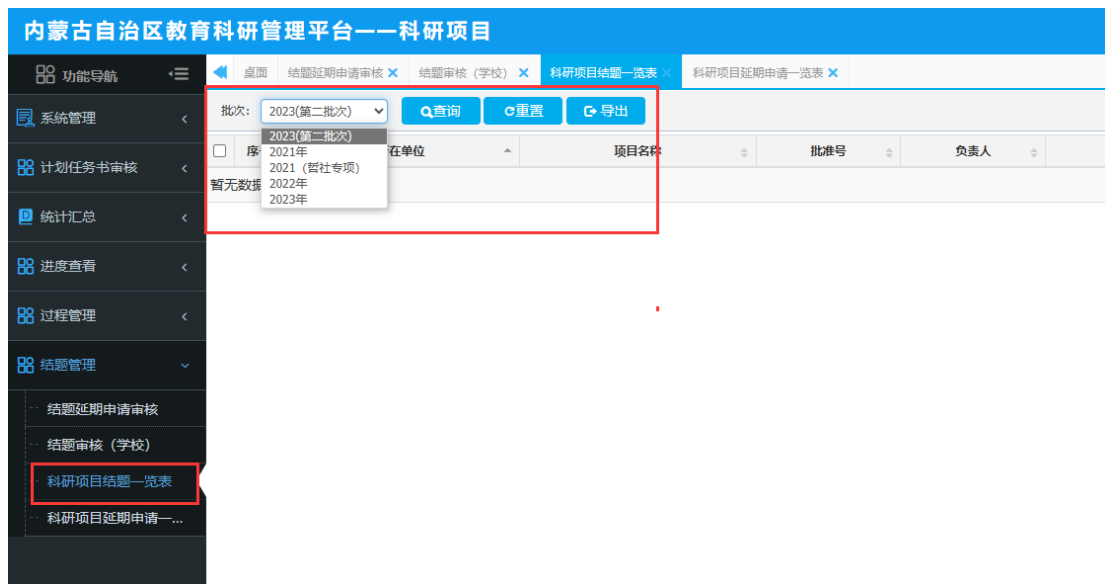 内蒙古自治区教育科研管理平台——科研项目
功能导航
桌面 结题延期申请审核 结题审核（学校） 科研项目结题一览表 科研项目延期申请一览表
批次： 2023(第二批次) 查询 重置 导出
2023(第二批次)
2021年
2021（哲社专项）
2022年
2023年
序 在单位 项目名称 批准号 负责人
暂无数据
系统管理
计划任务书审核
统计汇总
进度查看
过程管理
结题管理
结题延期申请审核
结题审核（学校）
科研项目结题一览表
科研项目延期申请一...